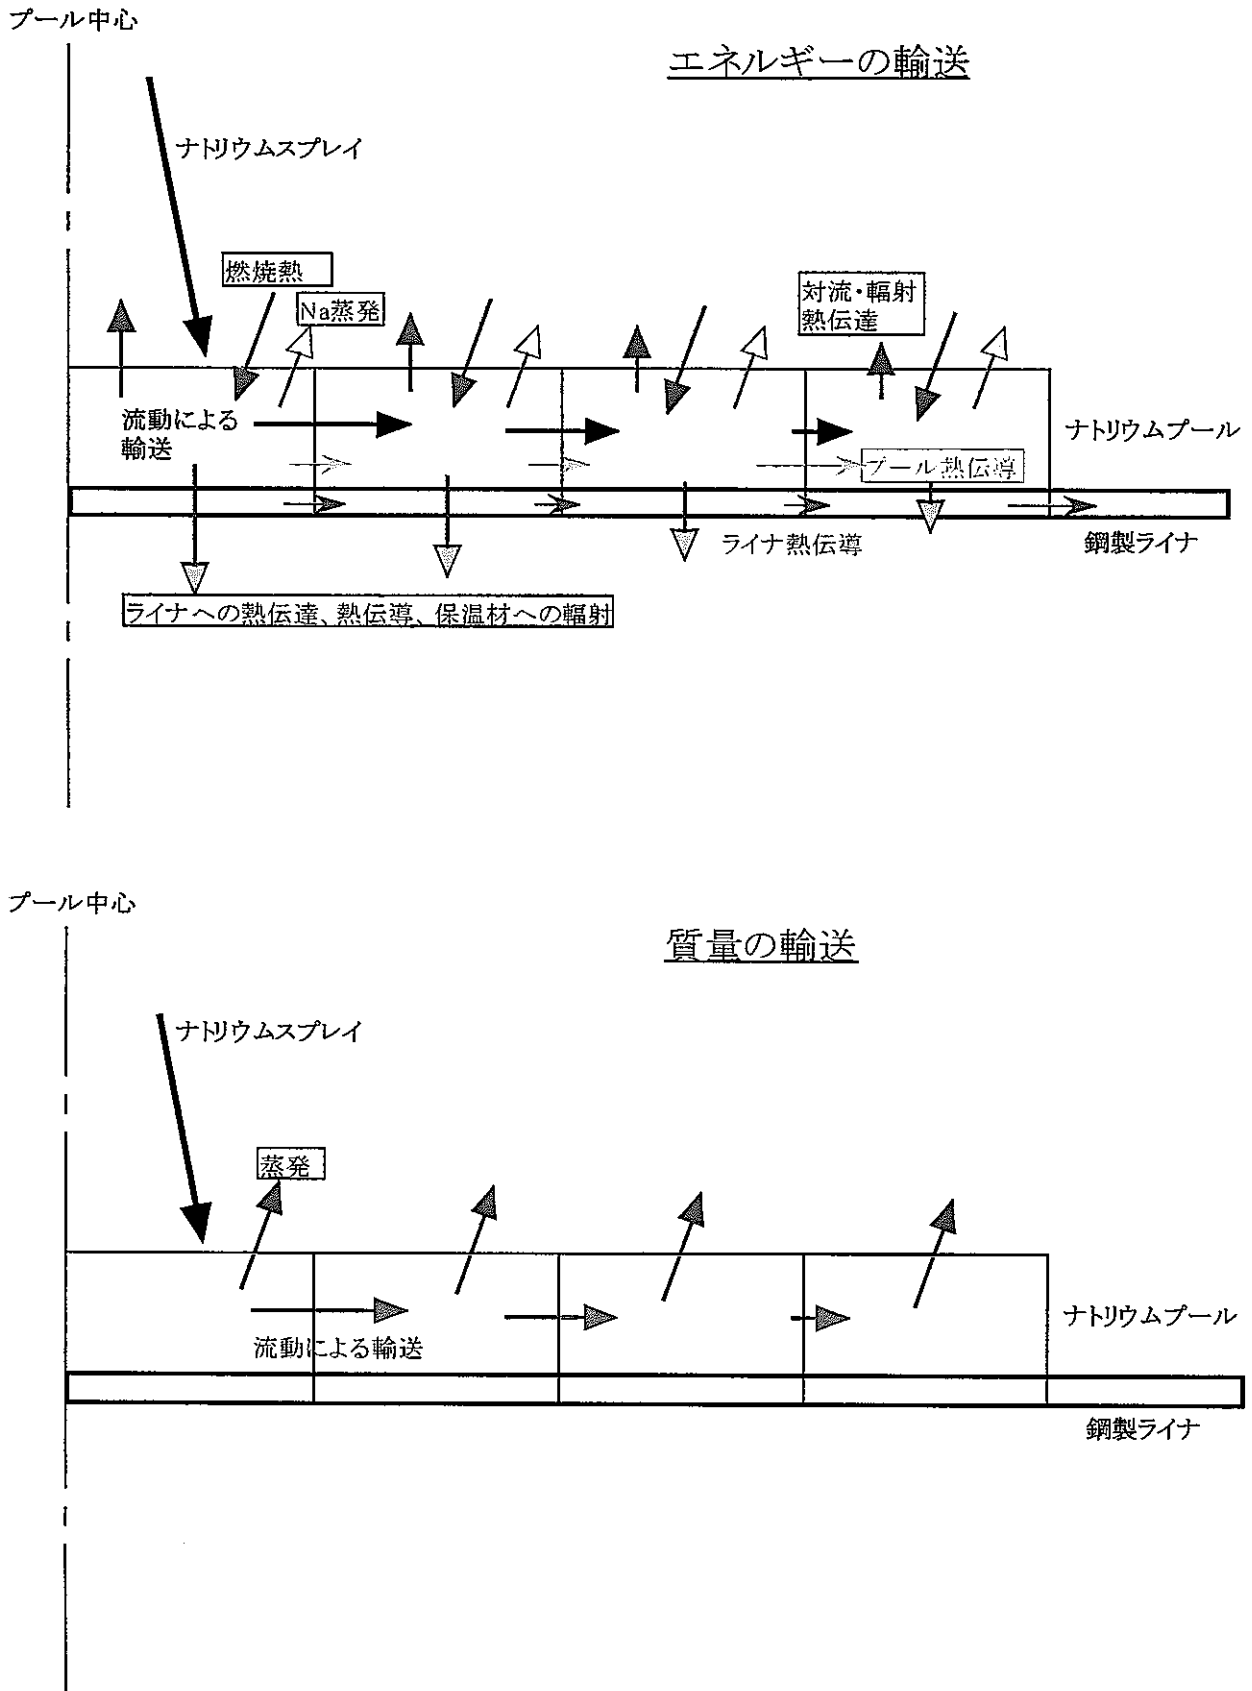 プール中心
エネルギーの輸送
ナトリウムスプレイ
燃焼熱
Na蒸発
対流・輻射
熱伝達
流動による
輸送
ナトリウムプール
プール熱伝導
ライナ熱伝導
鋼製ライナ
ライナへの熱伝達、熱伝導、保温材への輻射
プール中心
質量の輸送
ナトリウムスプレイ
蒸発
ナトリウムプール
流動による輸送
鋼製ライナ